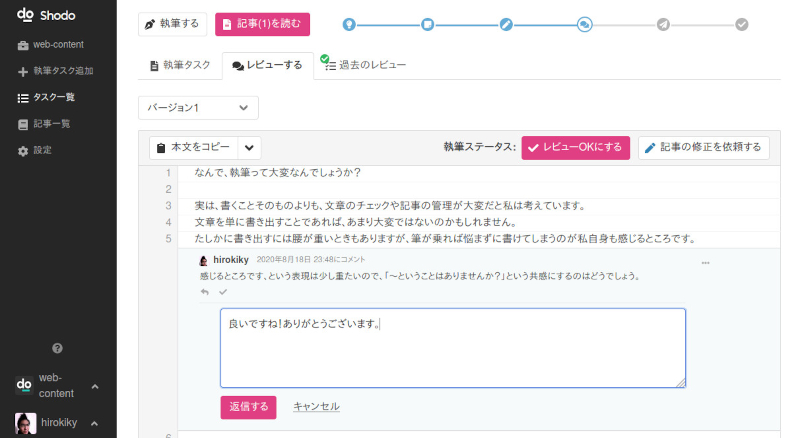 do Shodo
web-content
執筆タスク追加
タスク一覧
記事一覧
設定
?
do web-content
hirokiky
執筆する
記事(1)を読む
執筆タスク
レビューする
過去のレビュー
バージョン1
本文をコピー
執筆ステータス:
レビューOKにする
記事の修正を依頼する
1 なんで、執筆って大変なんでしょうか？
2
3 実は、書くことそのものよりも、文章のチェックや記事の管理が大変だと私は考えています。
4 文章を単に書き出すことであれば、あまり大変ではないのかもしれません。
5 たしかに書き出すには腰が重いときもありますが、筆が乗れば悩まずに書けてしまうのが私自身も感じるところです。
hirokiky 2020年8月18日 23:48にコメント
感じるところです、という表現は少し重たいので、「～ということはありませんか？」という共感にするのはどうでしょう。
良いですね！ありがとうございます。
返信する
キャンセル
6